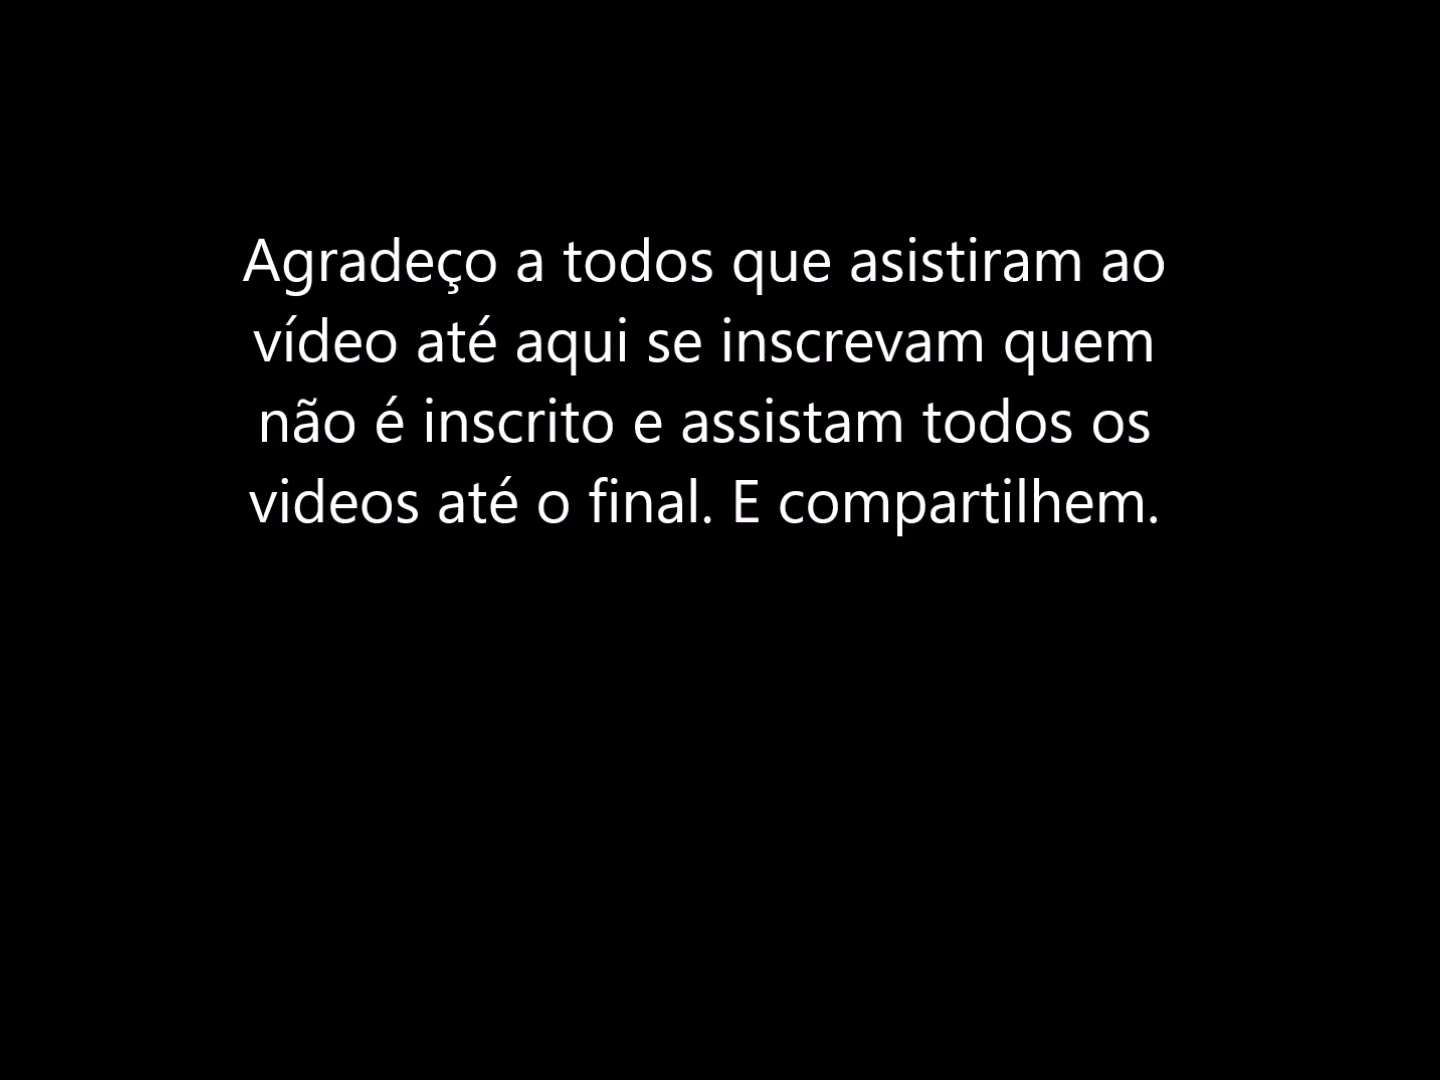 Agradeço a todos que asistiram ao
vídeo até aqui se inscrevam quem
não é inscrito e assistam todos os
videos até o final. E compartilhem.